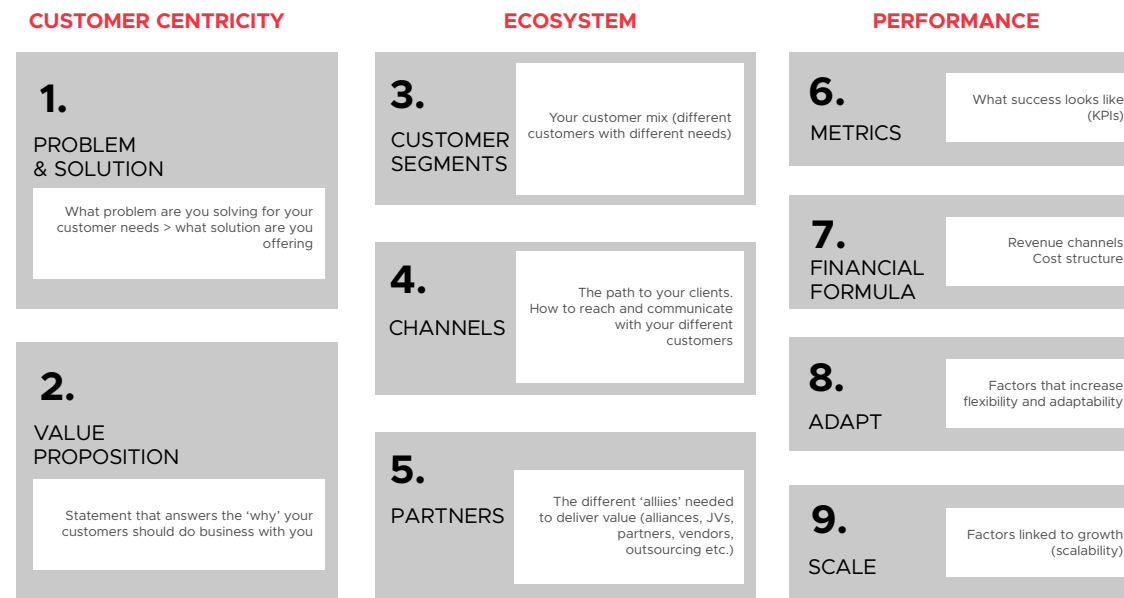 CUSTOMER CENTRICITY
1.
PROBLEM
& SOLUTION
What problem are you solving for your
customer needs > what solution are you
offering
2.
VALUE
PROPOSITION
Statement that answers the ‘why’ your
customers should do business with you
ECOSYSTEM
3.
CUSTOMER
SEGMENTS
Your customer mix (different
customers with different needs)
4.
CHANNELS
The path to your clients.
How to reach and communicate
with your different
customers
5.
PARTNERS
The different ‘alliies’ needed
to deliver value (alliances, JVs,
partners, vendors,
outsourcing etc.)
PERFORMANCE
6.
METRICS
What success looks like
(KPIs)
7.
FINANCIAL
FORMULA
Revenue channels
Cost structure
8.
ADAPT
Factors that increase
flexibility and adaptability
9.
SCALE
Factors linked to growth
(scalability)